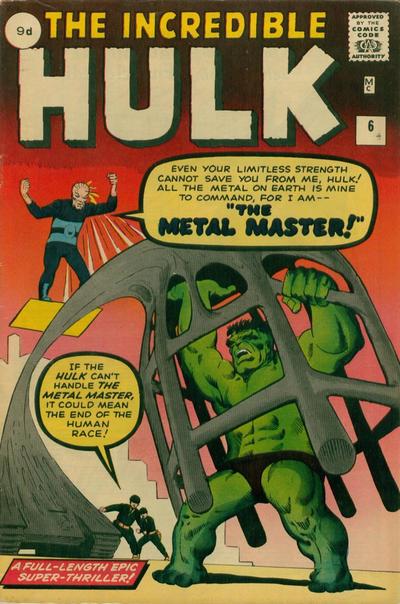 9d
THE INCREDIBLE
HULK
APPROVED
BY THE
COMICS
CODE
CA
AUTHORITY
MC
6
EVEN YOUR LIMITLESS STRENGTH
CANNOT SAVE YOU FROM ME, HULK!
ALL THE METAL ON EARTH IS MINE
TO COMMAND, FOR I AM--
"THE
METAL MASTER!"
IF THE
HULK CAN'T
HANDLE THE
METAL MASTER,
IT COULD MEAN
THE END OF THE
HUMAN
RACE!
A FULL-LENGTH EPIC
SUPER-THRILLER!